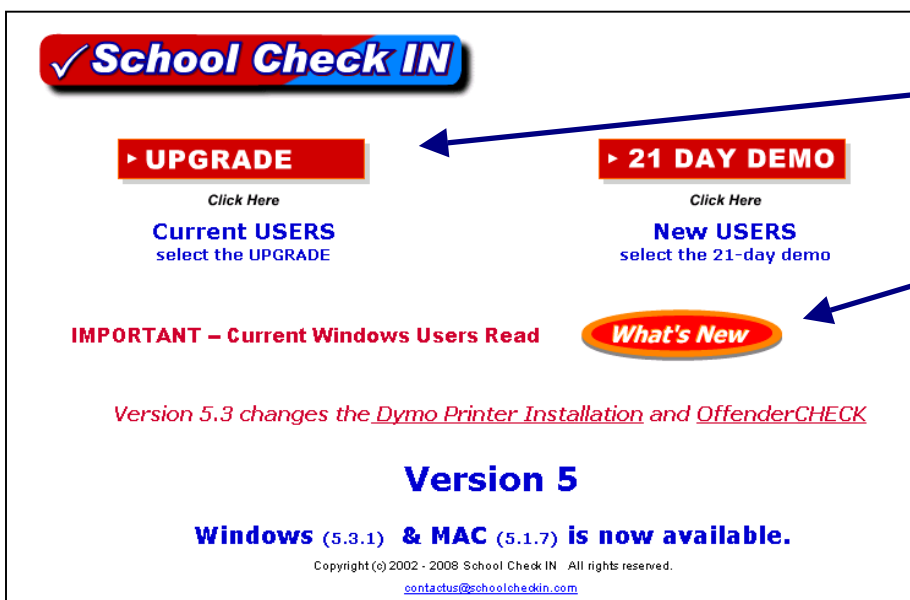 ✓ School Check IN
▸ UPGRADE
Click Here
Current USERS
select the UPGRADE
▸ 21 DAY DEMO
Click Here
New USERS
select the 21-day demo
IMPORTANT – Current Windows Users Read
What's New
Version 5.3 changes the Dymo Printer Installation and OffenderCHECK
Version 5
Windows (5.3.1) & MAC (5.1.7) is now available.
Copyright (c) 2002 - 2008 School Check IN All rights reserved.
contactus@schoolcheckin.com